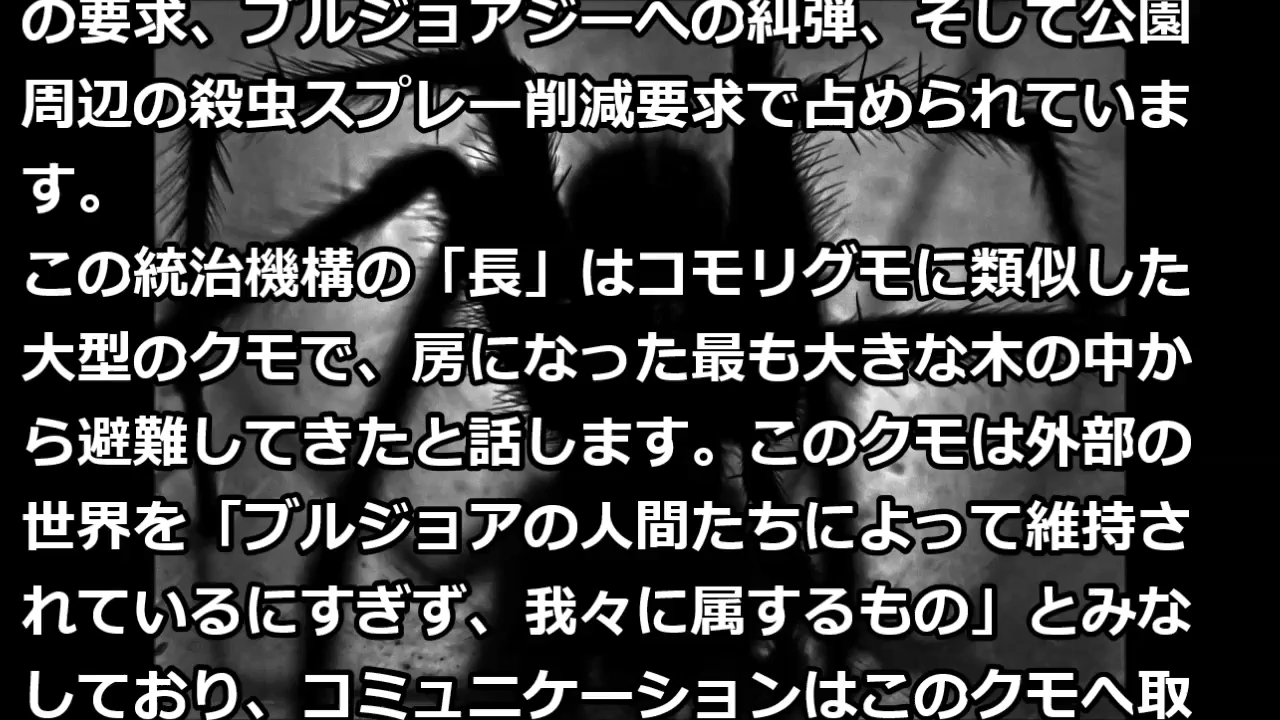 の要求、ブルジョアジーへの糾弾、そして公園
周辺の殺虫スプレー削減要求で占められていま
す。
この統治機構の「長」はコモリグモに類似した
大型のクモで、房になった最も大きな木の中か
ら避難してきたと話します。このクモは外部の
世界を「ブルジョアの人間たちによって維持さ
れているにすぎず、我々に属するもの」とみな
しており、コミュニケーションはこのクモへ取